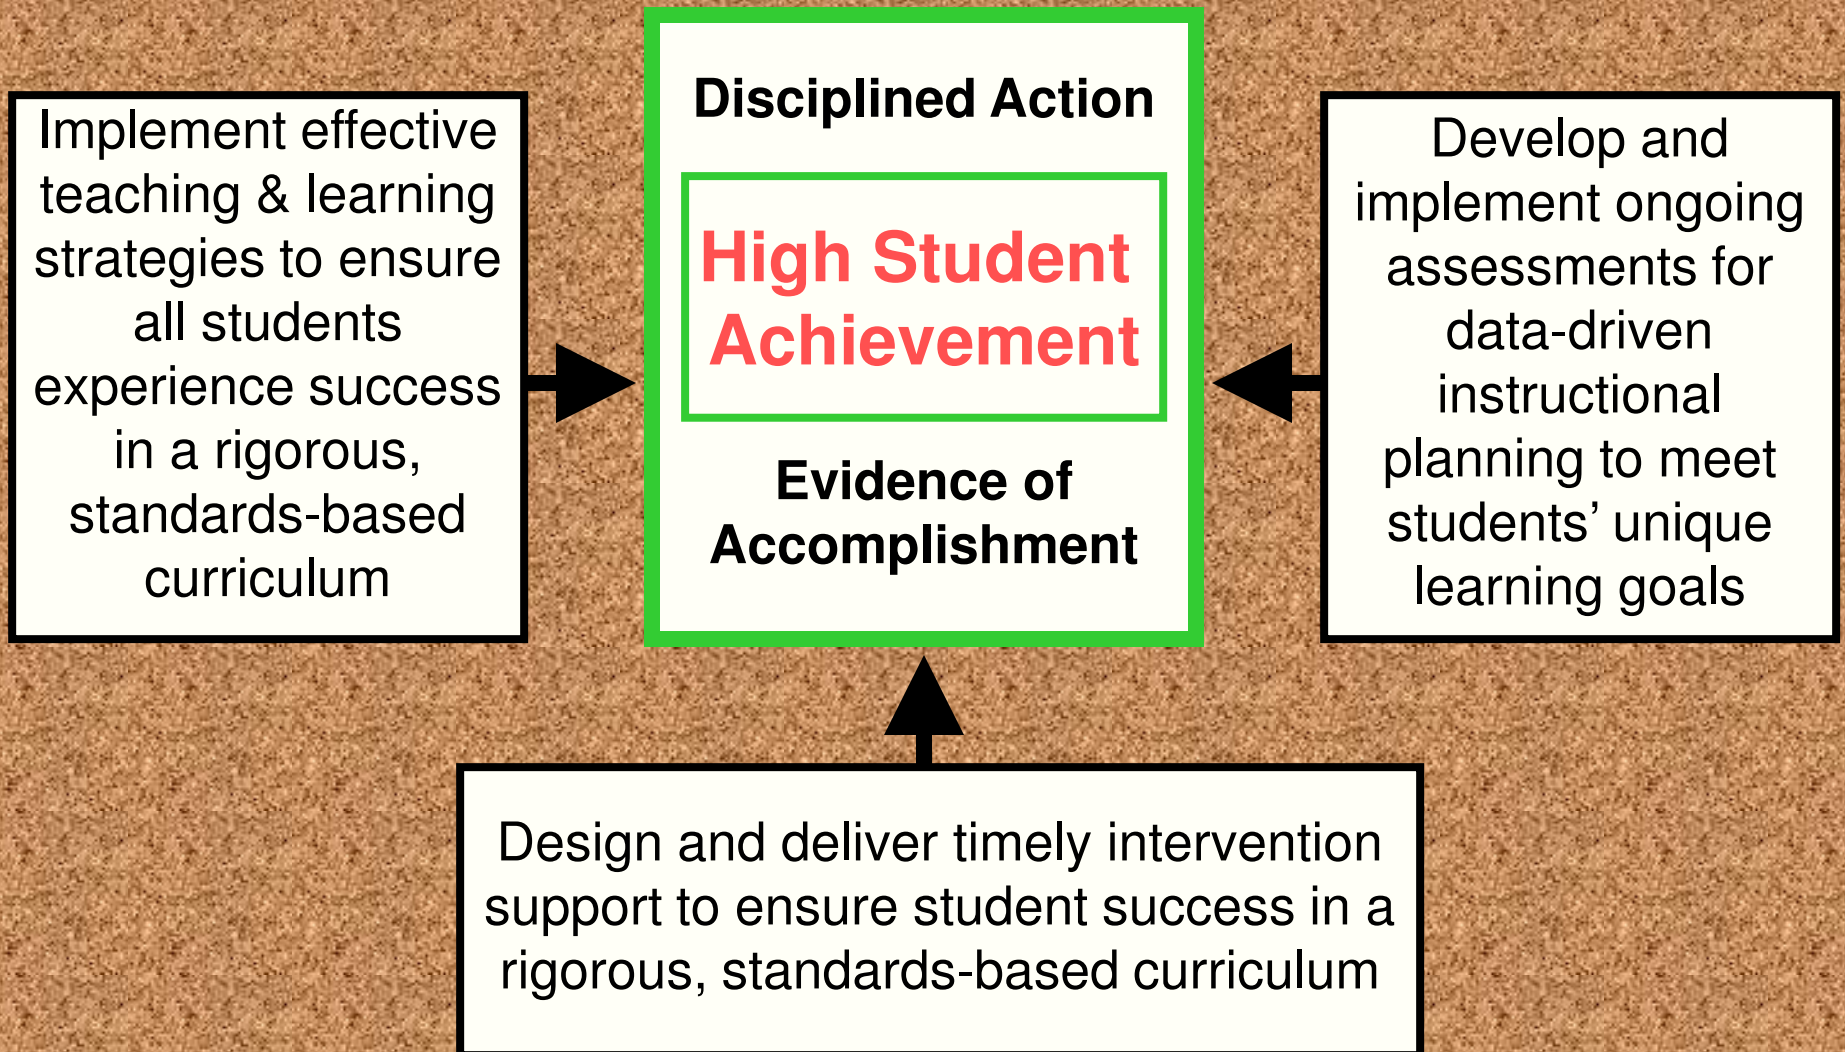 Implement effective
teaching & learning
strategies to ensure
all students
experience success
in a rigorous,
standards-based
curriculum
Disciplined Action
High Student
Achievement
Evidence of
Accomplishment
Develop and
implement ongoing
assessments for
data-driven
instructional
planning to meet
students’ unique
learning goals
Design and deliver timely intervention
support to ensure student success in a
rigorous, standards-based curriculum